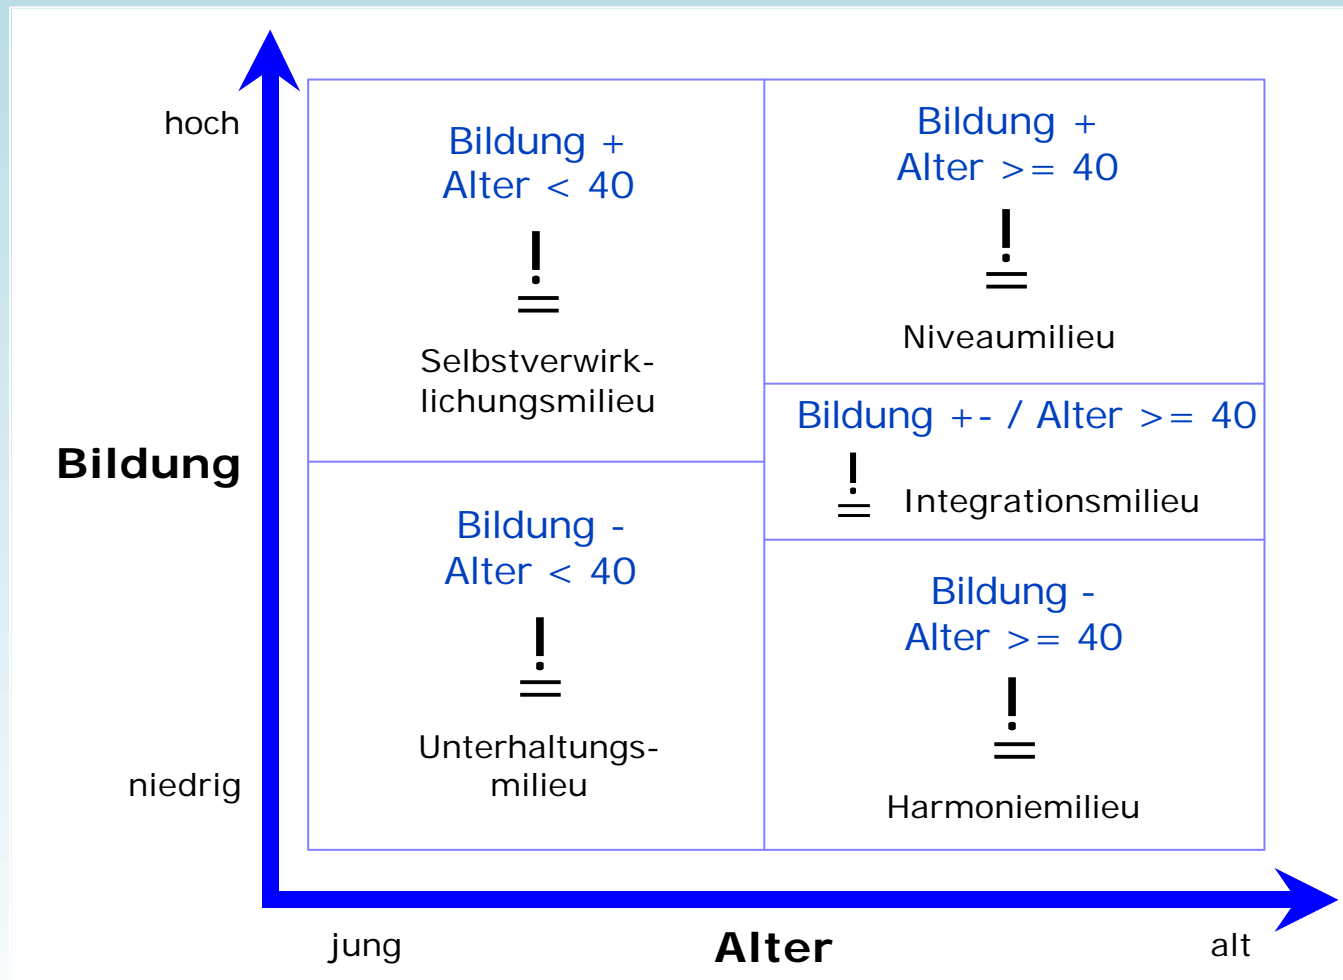 hoch
Bildung +
Alter < 40
!
=
Selbstverwirk-
lichungsmilieu
Bildung +
Alter >= 40
!
=
Niveaumilieu
Bildung +- / Alter >= 40
!
=
Integrationsmilieu
Bildung
Bildung -
Alter < 40
!
=
Unterhaltungs-
milieu
Bildung -
Alter >= 40
!
=
Harmoniemilieu
niedrig
jung
Alter
alt